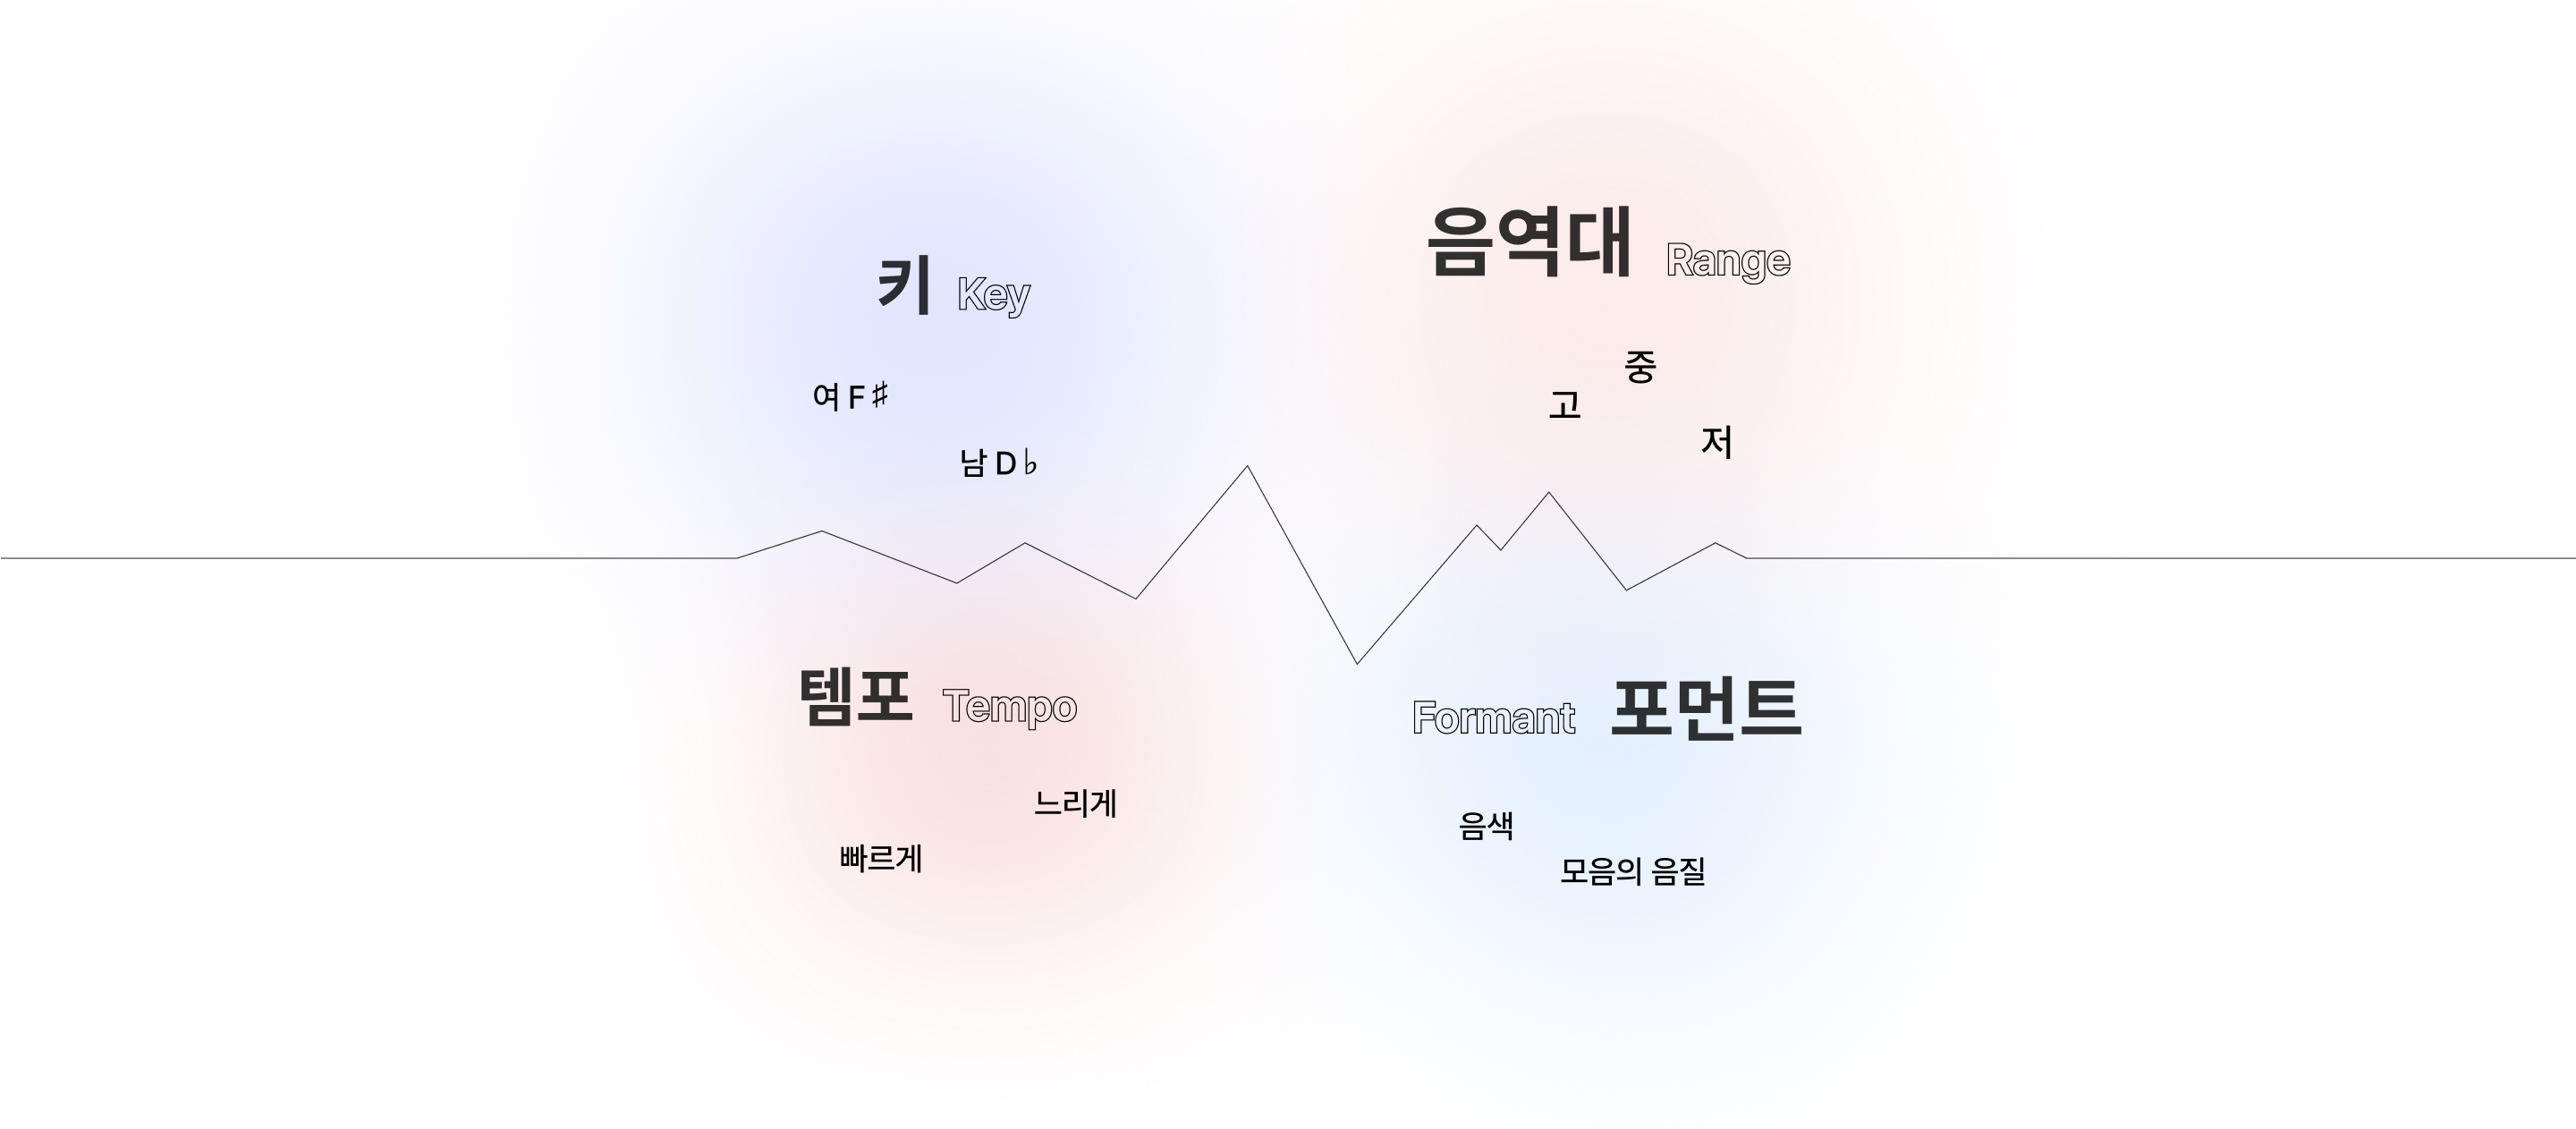 키 Key
여 F♯
남 D♭
음역대 Range
중
고
저
템포 Tempo
느리게
빠르게
Formant 포먼트
음색
모음의 음질